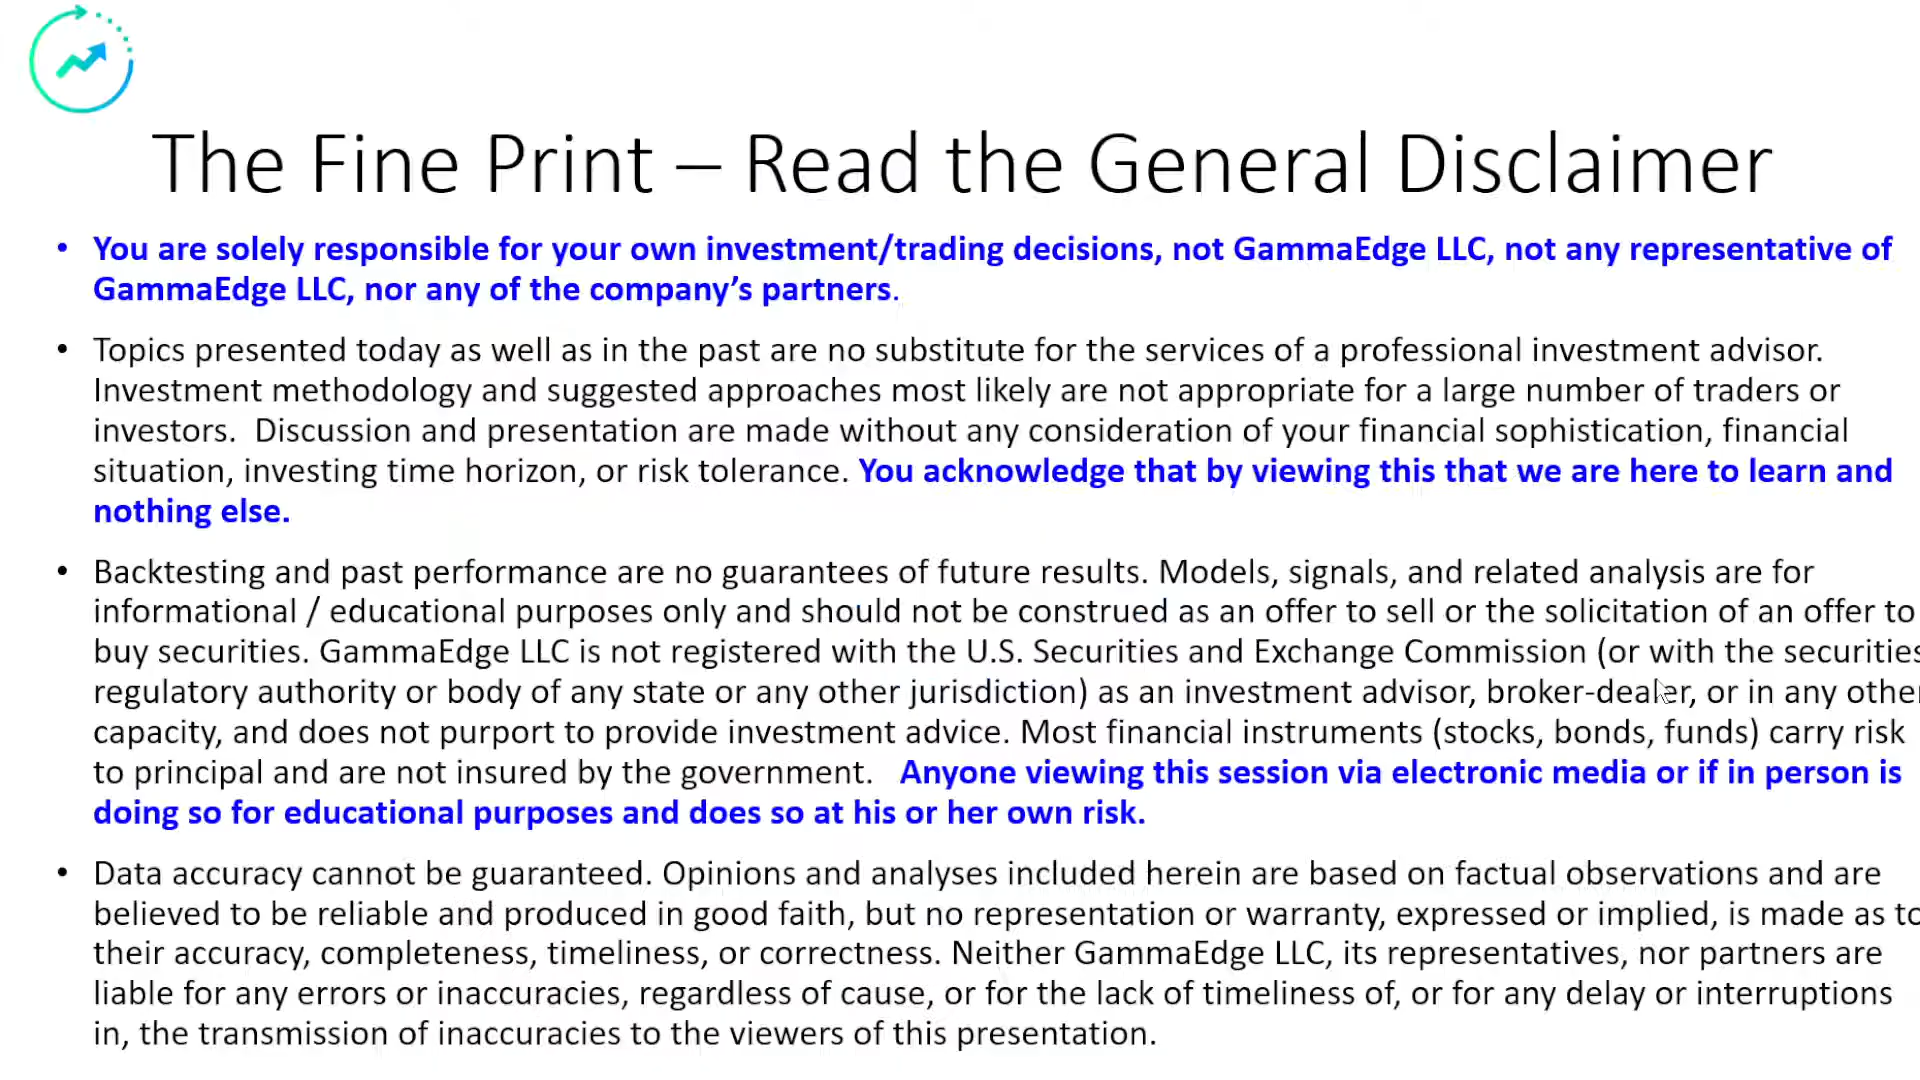 The Fine Print – Read the General Disclaimer
• You are solely responsible for your own investment/trading decisions, not GammaEdge LLC, not any representative of
GammaEdge LLC, nor any of the company’s partners.
• Topics presented today as well as in the past are no substitute for the services of a professional investment advisor.
Investment methodology and suggested approaches most likely are not appropriate for a large number of traders or
investors.  Discussion and presentation are made without any consideration of your financial sophistication, financial
situation, investing time horizon, or risk tolerance. You acknowledge that by viewing this that we are here to learn and
nothing else.
• Backtesting and past performance are no guarantees of future results. Models, signals, and related analysis are for
informational / educational purposes only and should not be construed as an offer to sell or the solicitation of an offer to
buy securities. GammaEdge LLC is not registered with the U.S. Securities and Exchange Commission (or with the securities
regulatory authority or body of any state or any other jurisdiction) as an investment advisor, broker-dealer, or in any other
capacity, and does not purport to provide investment advice. Most financial instruments (stocks, bonds, funds) carry risk
to principal and are not insured by the government.   Anyone viewing this session via electronic media or if in person is
doing so for educational purposes and does so at his or her own risk.
• Data accuracy cannot be guaranteed. Opinions and analyses included herein are based on factual observations and are
believed to be reliable and produced in good faith, but no representation or warranty, expressed or implied, is made as to
their accuracy, completeness, timeliness, or correctness. Neither GammaEdge LLC, its representatives, nor partners are
liable for any errors or inaccuracies, regardless of cause, or for the lack of timeliness of, or for any delay or interruptions
in, the transmission of inaccuracies to the viewers of this presentation.